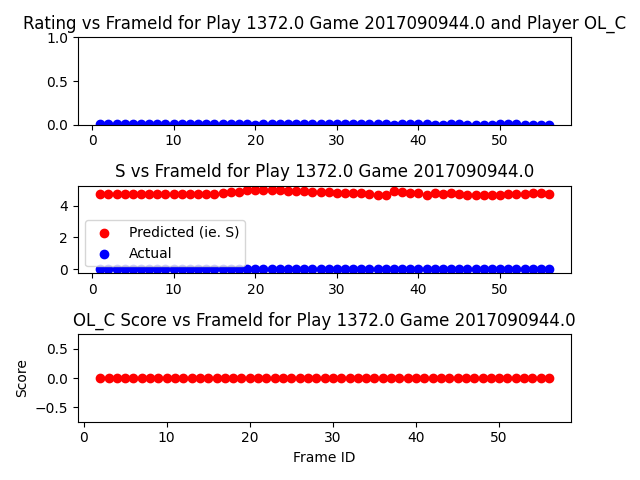 Rating vs FrameId for Play 1372.0 Game 2017090944.0 and Player OL_C
1.0
0.5
0.0
0 10 20 30 40 50
S vs FrameId for Play 1372.0 Game 2017090944.0
4
2
0
Predicted (ie. S)
Actual
0 10 20 30 40 50
OL_C Score vs FrameId for Play 1372.0 Game 2017090944.0
Score
0.5
0.0
−0.5
0 10 20 30 40 50
Frame ID